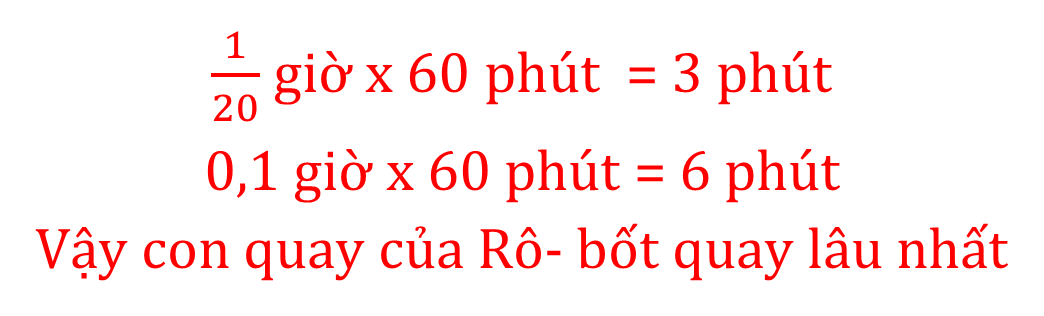 1/20 giờ x 60 phút = 3 phút
0,1 giờ x 60 phút = 6 phút
Vậy con quay của Rô- bốt quay lâu nhất